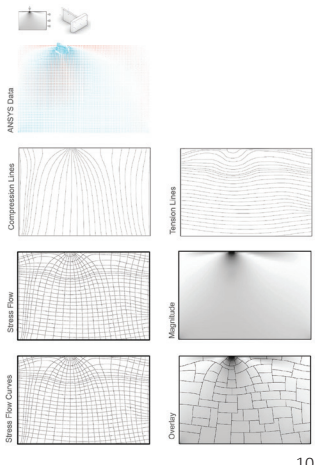 ANSYS Data
Compression Lines
Tension Lines
Stress Flow
Magnitude
Stress Flow Curves
Overlay
10